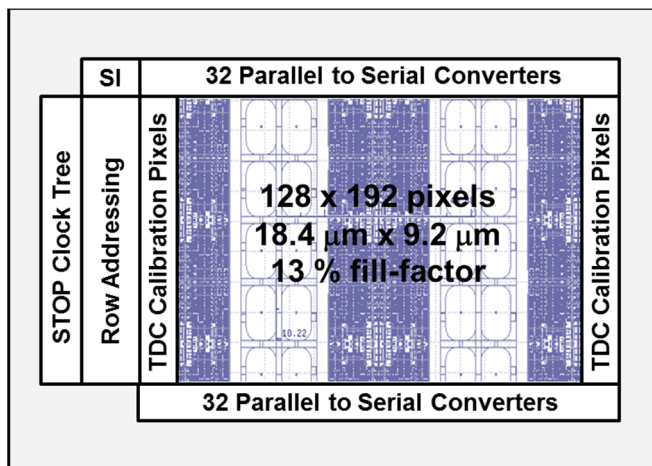 SI
32 Parallel to Serial Converters
STOP Clock Tree
Row Addressing
TDC Calibration Pixels
128 x 192 pixels
18.4 μm x 9.2 μm
13 % fill-factor
10.22
TDC Calibration Pixels
32 Parallel to Serial Converters